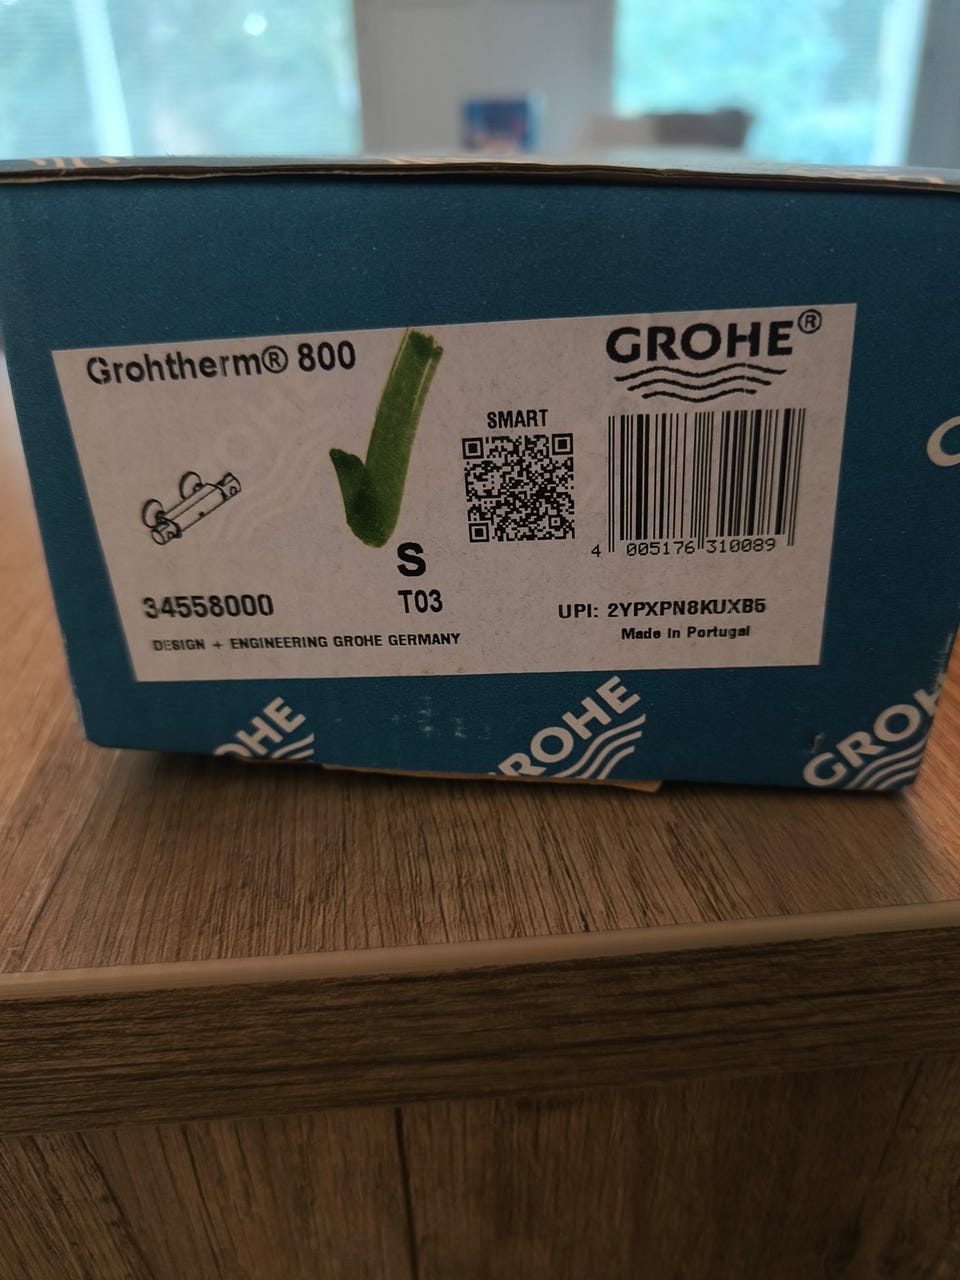 Grohtherm® 800
GROHE®
SMART
4 005176 310089
S
34558000
T03
UPI: 2YPXPN8KUXB5
DESIGN + ENGINEERING GROHE GERMANY
Made in Portugal
GROHE
GROHE
GROHE